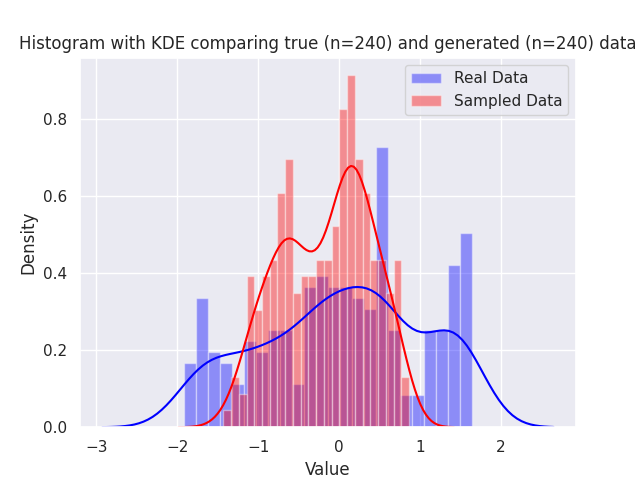 Histogram with KDE comparing true (n=240) and generated (n=240) data
Real Data
Sampled Data
Density
0.8
0.6
0.4
0.2
0.0
−3
−2
−1
0
1
2
Value